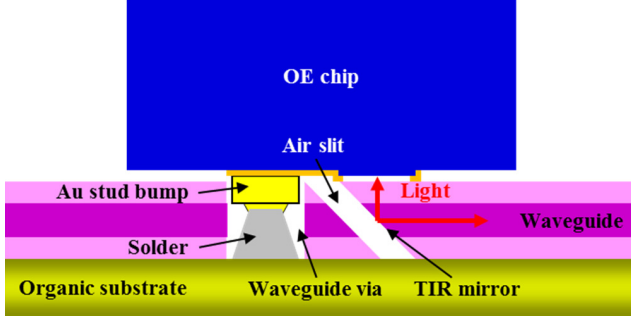 OE chip
Air slit
Au stud bump
Light
Waveguide
Solder
Organic substrate
Waveguide via
TIR mirror